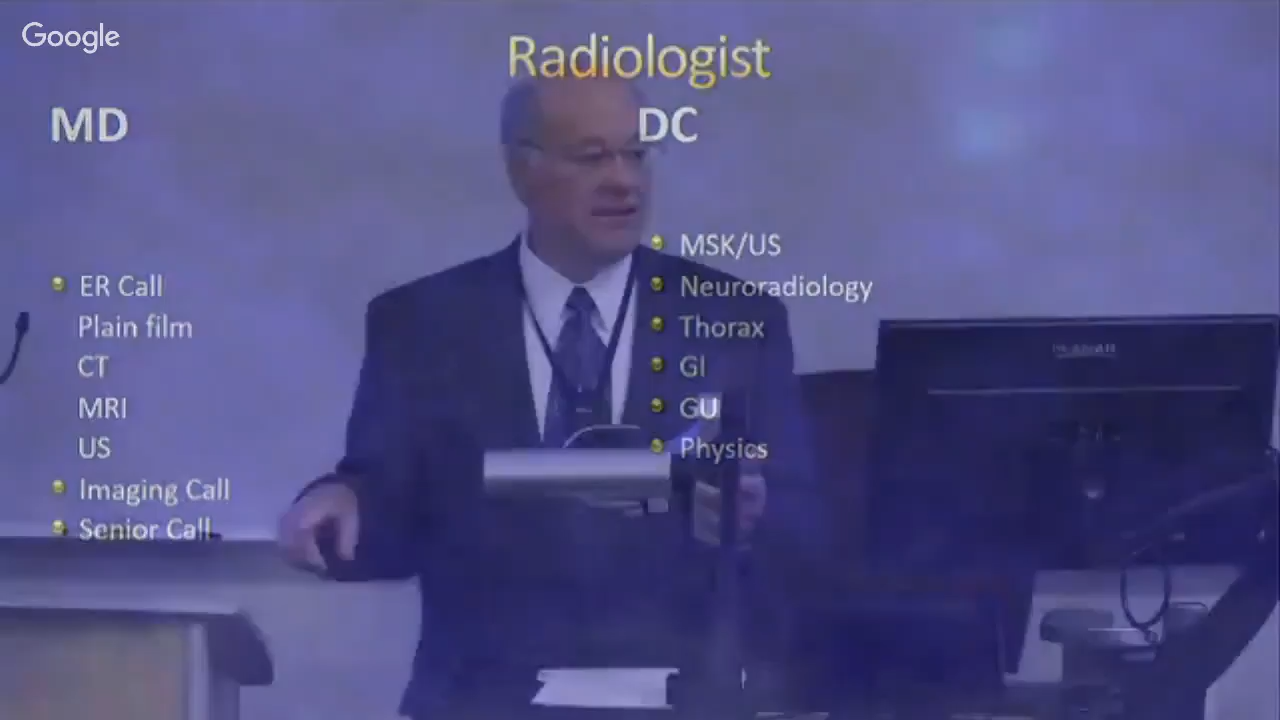 Google
Radiologist
MD
DC
ER Call
Plain film
CT
MRI
US
Imaging Call
Senior Call
MSK/US
Neuroradiology
Thorax
GI
GU
Physics